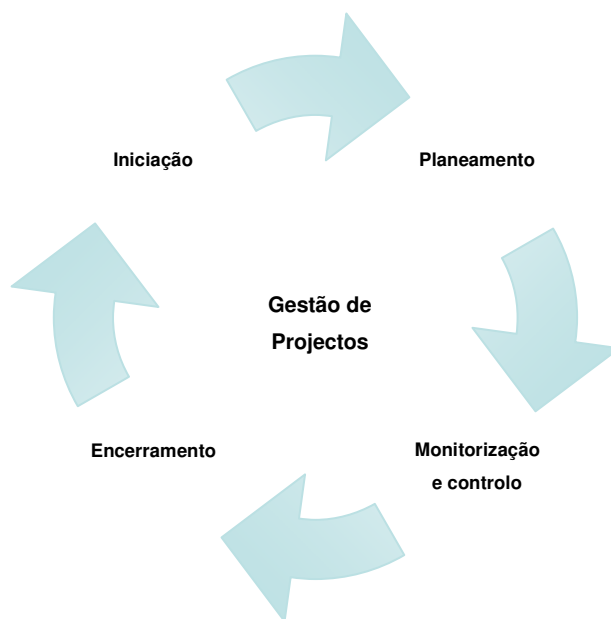 Iniciação
Planeamento
Gestão de
Projectos
Encerramento
Monitorização
e controlo